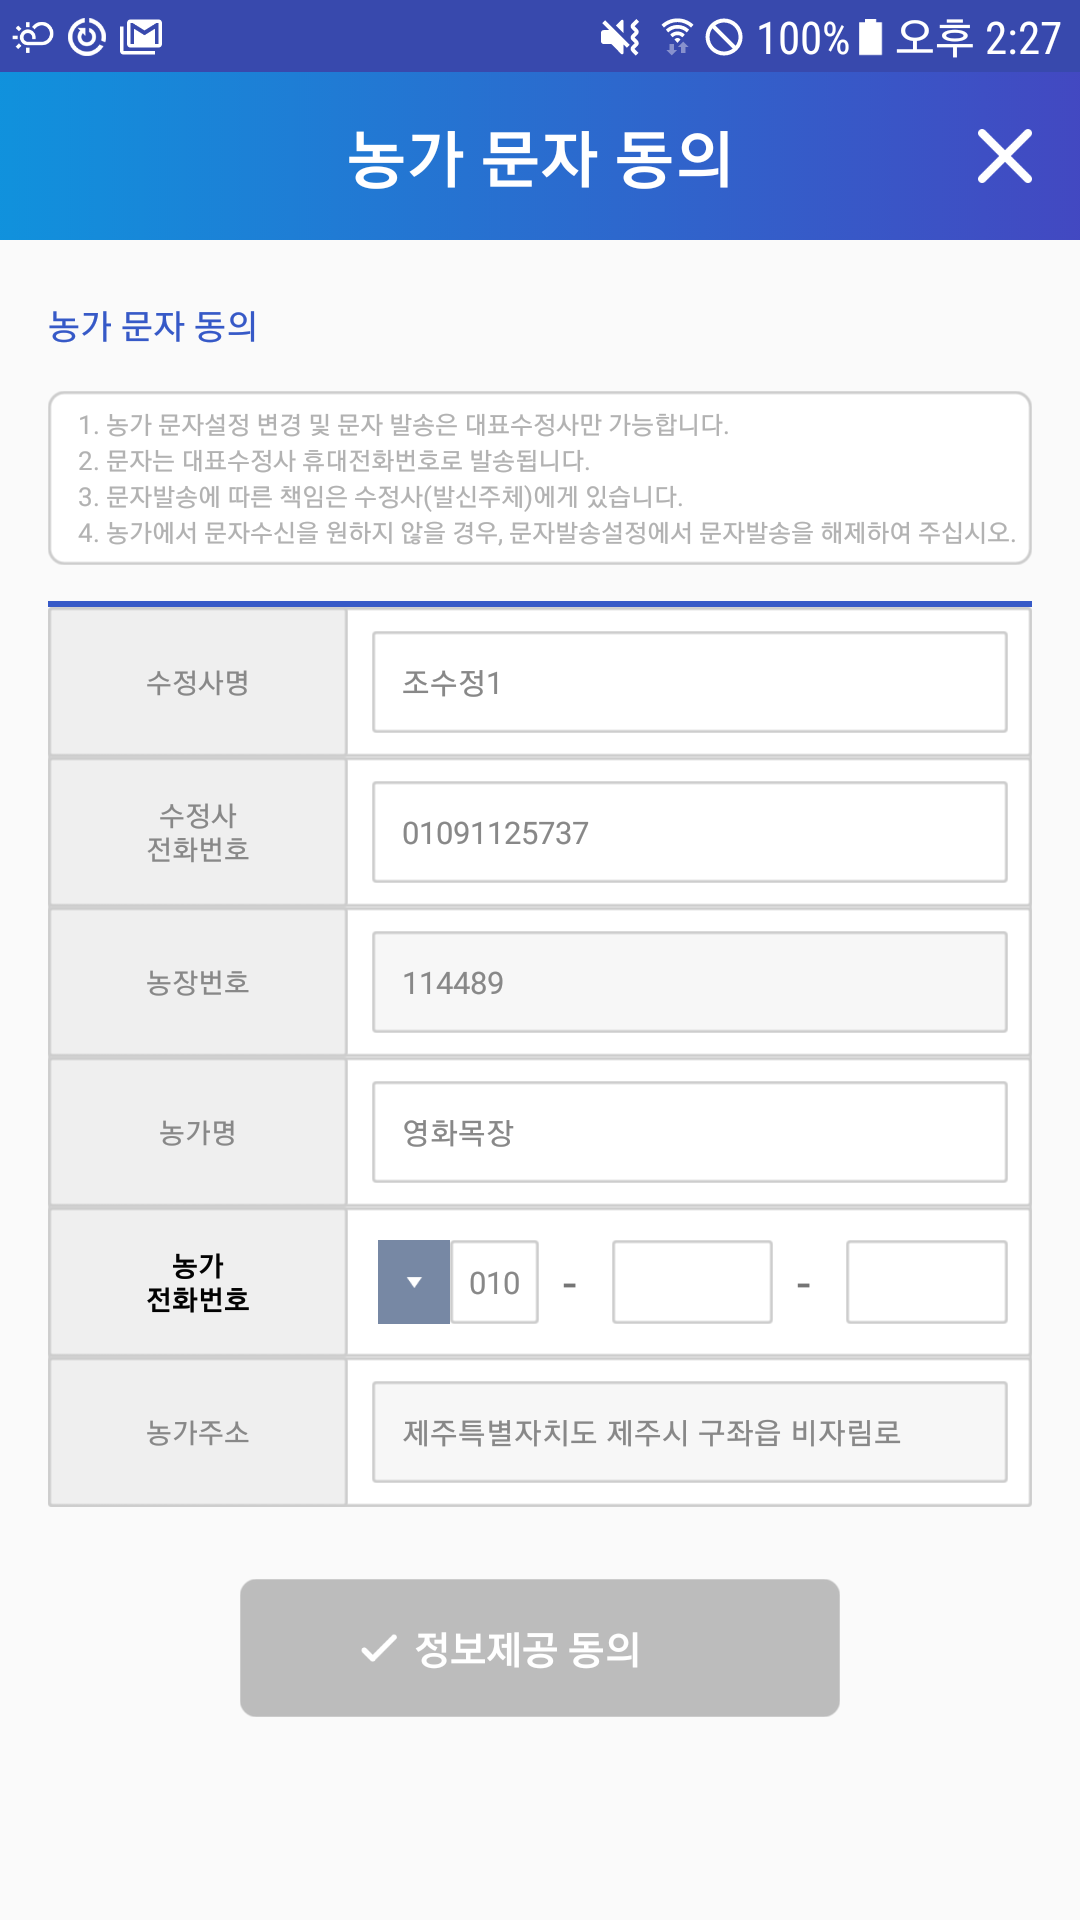 100% 오후 2:27
농가 문자 동의
농가 문자 동의
1. 농가 문자설정 변경 및 문자 발송은 대표수정사만 가능합니다.
2. 문자는 대표수정사 휴대전화번호로 발송됩니다.
3. 문자발송에 따른 책임은 수정사(발신주체)에게 있습니다.
4. 농가에서 문자수신을 원하지 않을 경우, 문자발송설정에서 문자발송을 해제하여 주십시오.
수정사명 조수정1
수정사
전화번호 01091125737
농장번호 114489
농가명 영화목장
농가
전화번호 010 - -
농가주소 제주특별자치도 제주시 구좌읍 비자림로
정보제공 동의